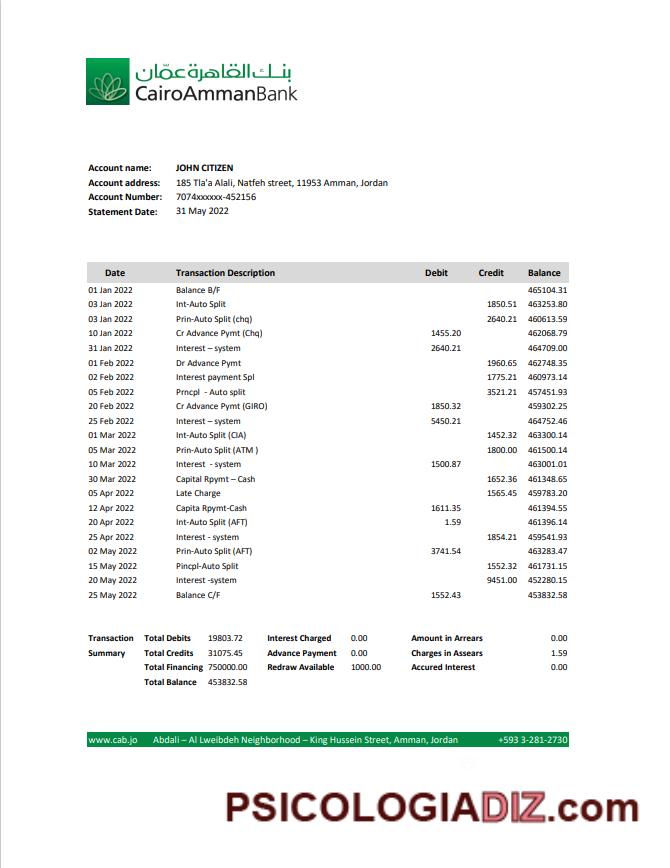 بنك القاهرة عمّان
CairoAmmanBank
Account name: JOHN CITIZEN
Account address: 185 Tla'a Alali, Natfeh street, 11953 Amman, Jordan
Account Number: 7074xxxxxx-452156
Statement Date: 31 May 2022
Date Transaction Description Debit Credit Balance
01 Jan 2022 Balance B/F 465104.31
03 Jan 2022 Int-Auto Split 1850.51 463253.80
03 Jan 2022 Prin-Auto Split (chq) 2640.21 460613.59
10 Jan 2022 Cr Advance Pymt (Chq) 1455.20 462068.79
31 Jan 2022 Interest – system 2640.21 464709.00
01 Feb 2022 Dr Advance Pymt 1960.65 462748.35
02 Feb 2022 Interest payment Spl 1775.21 460973.14
05 Feb 2022 Prncpl - Auto split 3521.21 457451.93
20 Feb 2022 Cr Advance Pymt (GIRO) 1850.32 459302.25
25 Feb 2022 Interest – system 5450.21 464752.46
01 Mar 2022 Int-Auto Split (CIA) 1452.32 463300.14
05 Mar 2022 Prin-Auto Split (ATM ) 1800.00 461500.14
10 Mar 2022 Interest - system 1500.87 463001.01
30 Mar 2022 Capital Rpymt – Cash 1652.36 461348.65
05 Apr 2022 Late Charge 1565.45 459783.20
12 Apr 2022 Capita Rpymt-Cash 1611.35 461394.55
20 Apr 2022 Int-Auto Split (AFT) 1.59 461396.14
25 Apr 2022 Interest - system 1854.21 459541.93
02 May 2022 Prin-Auto Split (AFT) 3741.54 463283.47
15 May 2022 Pincpl-Auto Split 1552.32 461731.15
20 May 2022 Interest -system 9451.00 452280.15
25 May 2022 Balance C/F 1552.43 453832.58
Transaction Total Debits 19803.72 Interest Charged 0.00 Amount in Arrears 0.00
Summary Total Credits 31075.45 Advance Payment 0.00 Charges in Assears 1.59
Total Financing 750000.00 Redraw Available 1000.00 Accured Interest 0.00
Total Balance 453832.58
www.cab.jo Abdali – Al Lweibdeh Neighborhood – King Hussein Street, Amman, Jordan +593 3-281-2730
PSICOLOGIADIZ.com